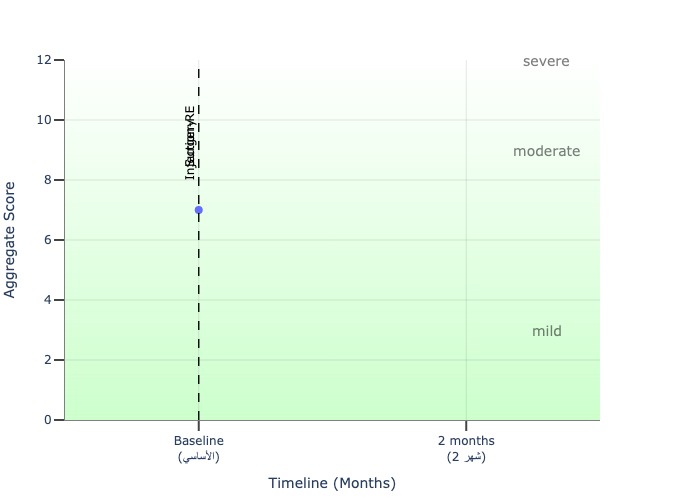 12
10
8
6
4
2
0
Aggregate Score
RE
severe
moderate
mild
Baseline
(الأساسي)
2 months
(شهر 2)
Timeline (Months)